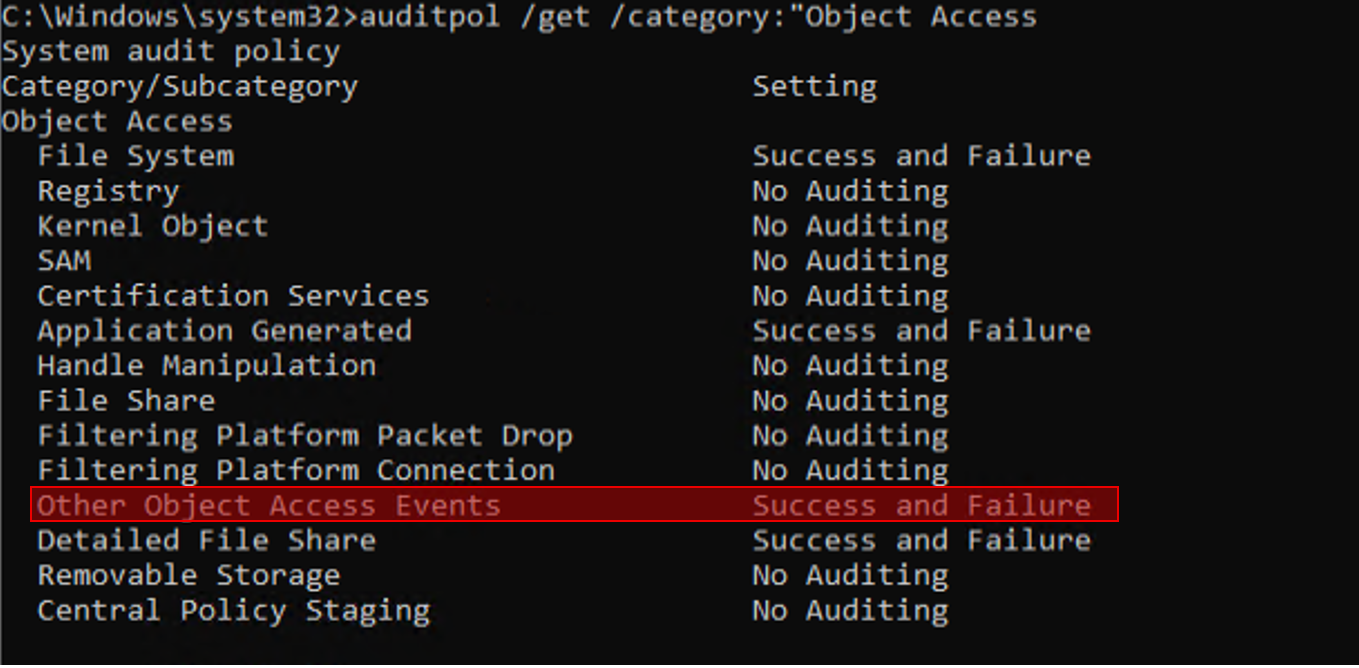 C:\Windows\system32>auditpol /get /category:"Object Access
System audit policy
Category/Subcategory                      Setting
Object Access
  File System                             Success and Failure
  Registry                                No Auditing
  Kernel Object                           No Auditing
  SAM                                     No Auditing
  Certification Services                  No Auditing
  Application Generated                   Success and Failure
  Handle Manipulation                     No Auditing
  File Share                              No Auditing
  Filtering Platform Packet Drop          No Auditing
  Filtering Platform Connection           No Auditing
  Other Object Access Events              Success and Failure
  Detailed File Share                     Success and Failure
  Removable Storage                       No Auditing
  Central Policy Staging                  No Auditing